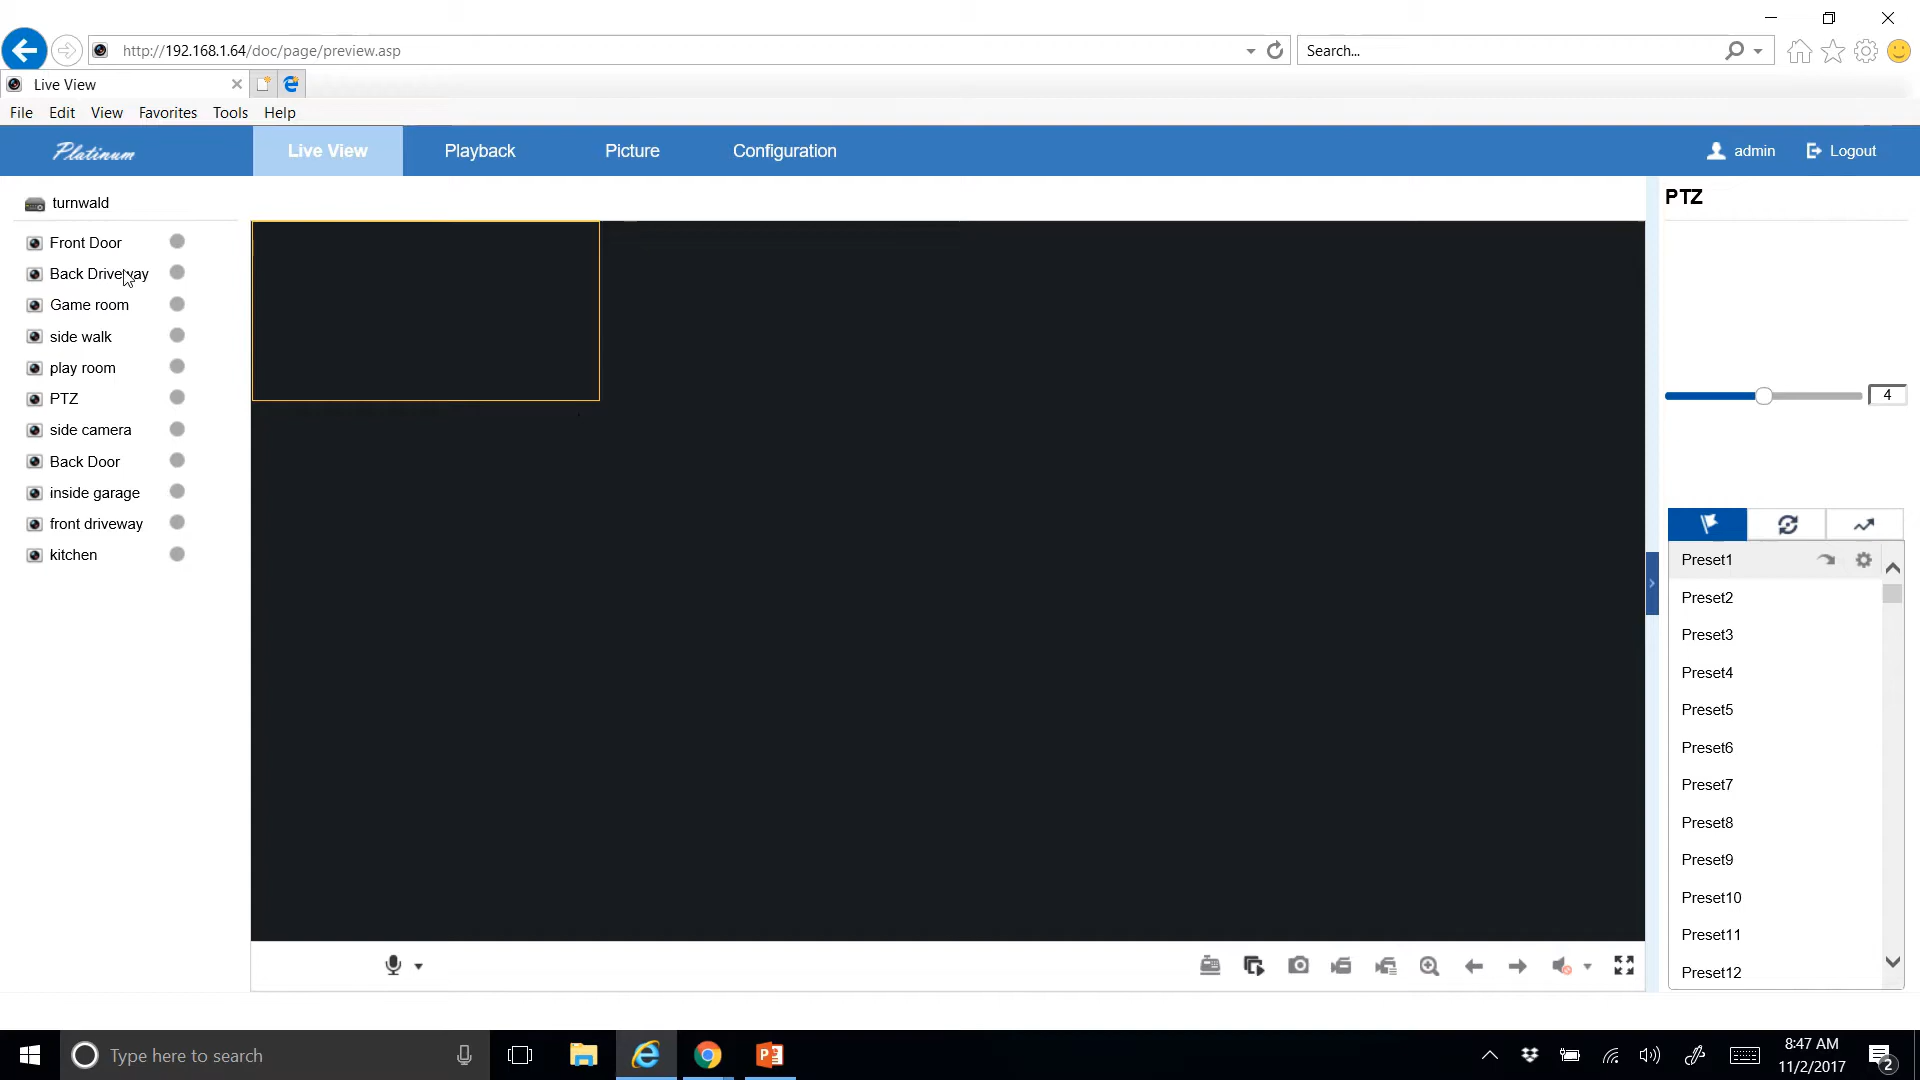 http://192.168.1.64/doc/page/preview.asp
Search...
Live View
File Edit View Favorites Tools Help
Platinum
Live View Playback Picture Configuration
admin Logout
turnwald
Front Door
Back Driveway
Game room
side walk
play room
PTZ
side camera
Back Door
inside garage
front driveway
kitchen
PTZ
4
Preset1
Preset2
Preset3
Preset4
Preset5
Preset6
Preset7
Preset8
Preset9
Preset10
Preset11
Preset12
Type here to search
8:47 AM
11/2/2017
2